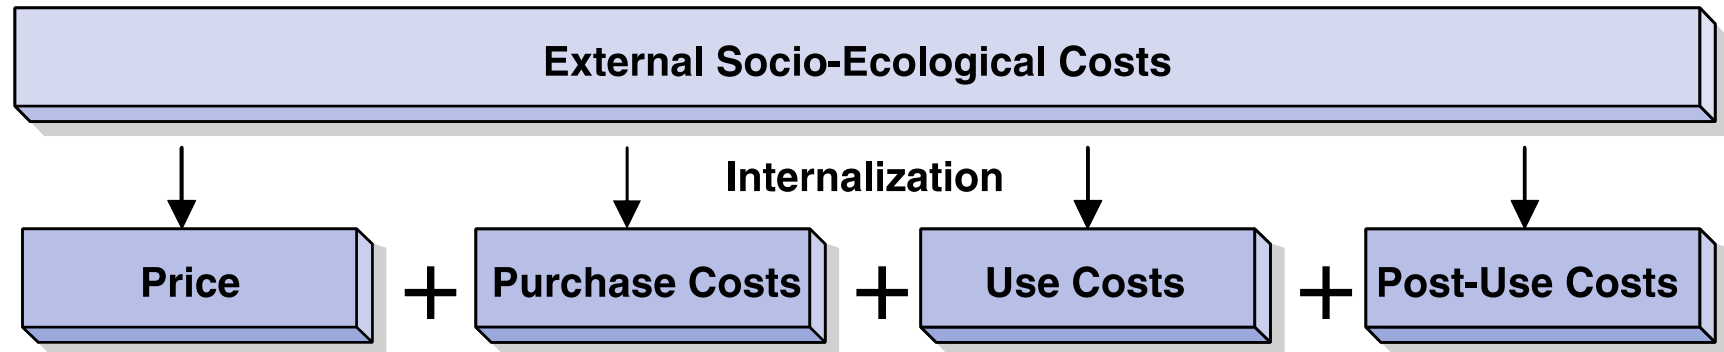 External Socio-Ecological Costs
Internalization
Price + Purchase Costs + Use Costs + Post-Use Costs